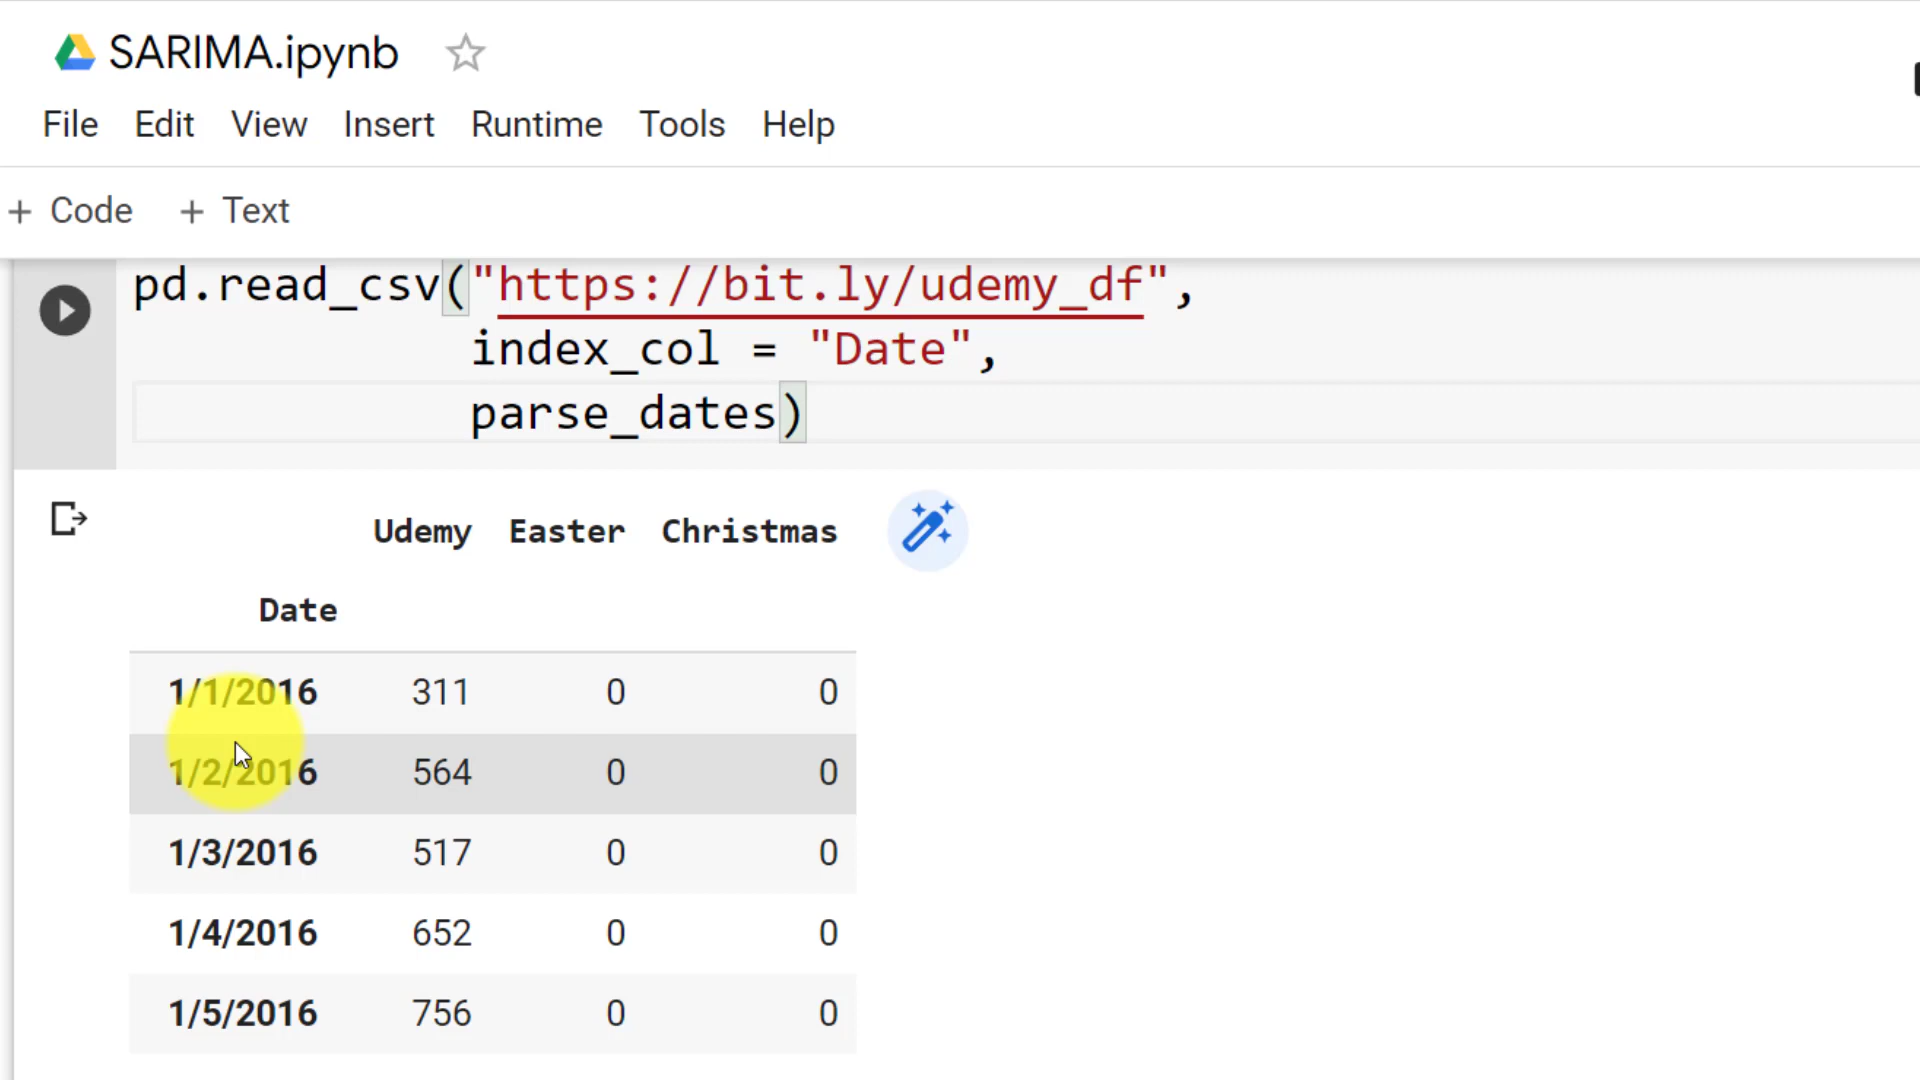 SARIMA.ipynb
File Edit View Insert Runtime Tools Help
+ Code + Text
pd.read_csv("https://bit.ly/udemy_df",
index_col = "Date",
parse_dates)
Udemy Easter Christmas
Date
1/1/2016 311 0 0
1/2/2016 564 0 0
1/3/2016 517 0 0
1/4/2016 652 0 0
1/5/2016 756 0 0